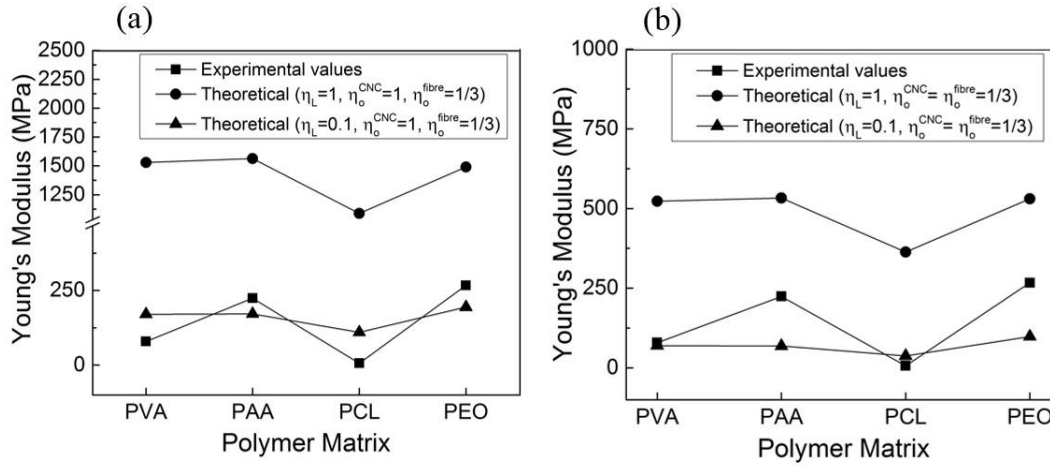 (a)
2500
2250
2000
1750
1500
1250
250
0
Young's Modulus (MPa)
Experimental values
Theoretical (ηL=1, ηoCNC=1, ηofibre=1/3)
Theoretical (ηL=0.1, ηoCNC=1, ηofibre=1/3)
PVA PAA PCL PEO
Polymer Matrix
(b)
1000
750
500
250
0
Young's Modulus (MPa)
Experimental values
Theoretical (ηL=1, ηoCNC= ηofibre=1/3)
Theoretical (ηL=0.1, ηoCNC= ηofibre=1/3)
PVA PAA PCL PEO
Polymer Matrix